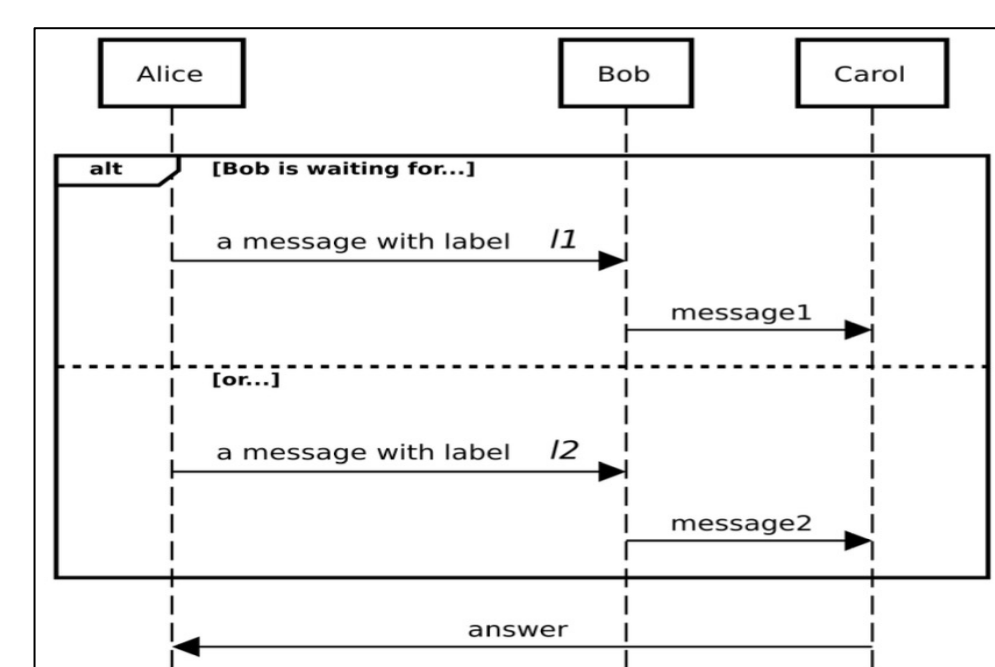 Alice
Bob
Carol
alt
[Bob is waiting for...]
a message with label l1
message1
[or...]
a message with label l2
message2
answer